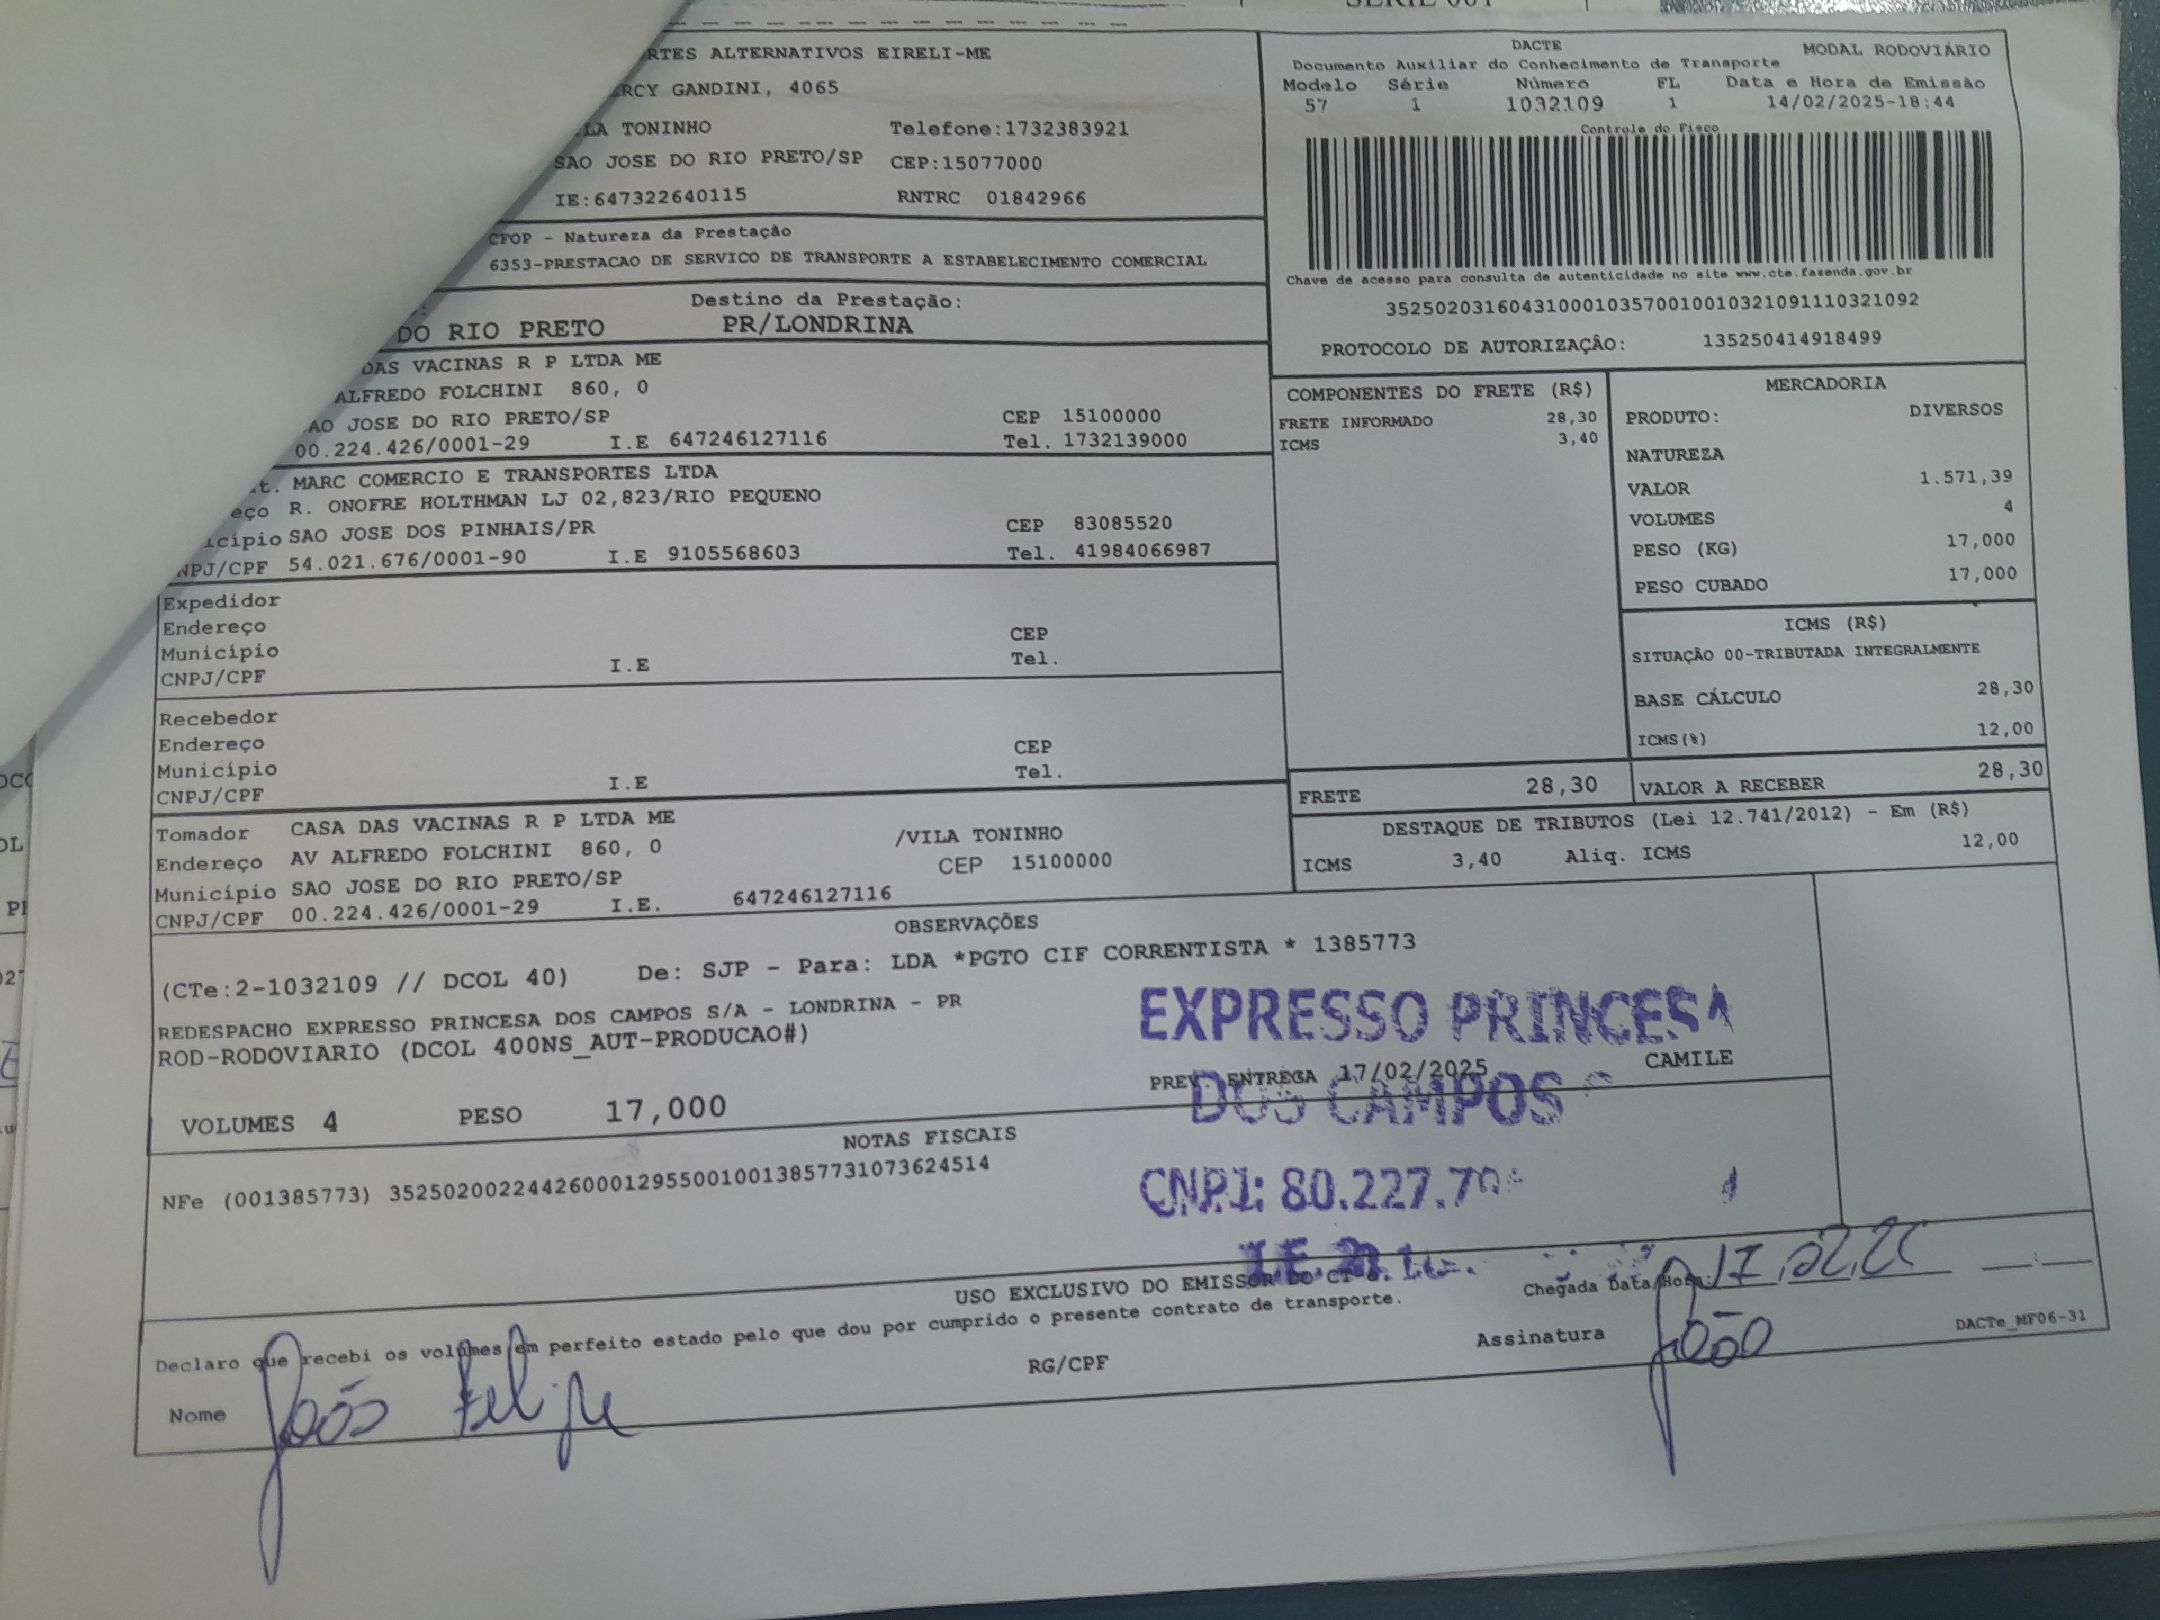 SERIE 001
RTES ALTERNATIVOS EIRELI-ME
ERCY GANDINI, 4065
LA TONINHO Telefone:1732383921
SAO JOSE DO RIO PRETO/SP CEP:15077000
IE:647322640115 RNTRC 01842966
CFOP - Natureza da Prestação
6353-PRESTACAO DE SERVICO DE TRANSPORTE A ESTABELECIMENTO COMERCIAL
Destino da Prestação:
DO RIO PRETO PR/LONDRINA
DACTE MODAL RODOVIÁRIO
Documento Auxiliar do Conhecimento de Transporte
Modelo Série Número FL Data e Hora de Emissão
57 1 1032109 1 14/02/2025-18:44
Controle do Fisco
Chave de acesso para consulta de autenticidade no site www.cte.fazenda.gov.br
35250203160431000103570010010321091110321092
PROTOCOLO DE AUTORIZAÇÃO: 135250414918499
DAS VACINAS R P LTDA ME
ALFREDO FOLCHINI 860, 0
AO JOSE DO RIO PRETO/SP CEP 15100000
00.224.426/0001-29 I.E 647246127116 Tel. 1732139000
t. MARC COMERCIO E TRANSPORTES LTDA
eço R. ONOFRE HOLTHMAN LJ 02,823/RIO PEQUENO
icípio SAO JOSE DOS PINHAIS/PR CEP 83085520
NPJ/CPF 54.021.676/0001-90 I.E 9105568603 Tel. 41984066987
Expedidor
Endereço
Município CEP
CNPJ/CPF I.E Tel.
Recebedor
Endereço
Município CEP
CNPJ/CPF I.E Tel.
Tomador CASA DAS VACINAS R P LTDA ME
Endereço AV ALFREDO FOLCHINI 860, 0 /VILA TONINHO
Município SAO JOSE DO RIO PRETO/SP CEP 15100000
CNPJ/CPF 00.224.426/0001-29 I.E. 647246127116
COMPONENTES DO FRETE (R$)
FRETE INFORMADO 28,30
ICMS 3,40
MERCADORIA
PRODUTO: DIVERSOS
NATUREZA
VALOR 1.571,39
VOLUMES 4
PESO (KG) 17,000
PESO CUBADO 17,000
ICMS (R$)
SITUAÇÃO 00-TRIBUTADA INTEGRALMENTE
BASE CÁLCULO 28,30
ICMS(%) 12,00
FRETE 28,30 VALOR A RECEBER 28,30
DESTAQUE DE TRIBUTOS (Lei 12.741/2012) - Em (R$)
ICMS 3,40 Aliq. ICMS 12,00
OBSERVAÇÕES
(CTe:2-1032109 // DCOL 40) De: SJP - Para: LDA *PGTO CIF CORRENTISTA * 1385773
REDESPACHO EXPRESSO PRINCESA DOS CAMPOS S/A - LONDRINA - PR
ROD-RODOVIARIO (DCOL 400NS_AUT-PRODUCAO#)
EXPRESSO PRINCESA
PREV. ENTREGA 17/02/2025 CAMILE
DOS CAMPOS
VOLUMES 4 PESO 17,000
NOTAS FISCAIS
NFe (001385773) 35250200224426000129550010013857731073624514
CNPJ: 80.227.7
I.E.
USO EXCLUSIVO DO EMISSOR DO CT-e.
Chegada Data/Hora: 17.02.25
Declaro que recebi os volumes em perfeito estado pelo que dou por cumprido o presente contrato de transporte.
Nome João Felipe RG/CPF Assinatura João
DACTe_MF06-31